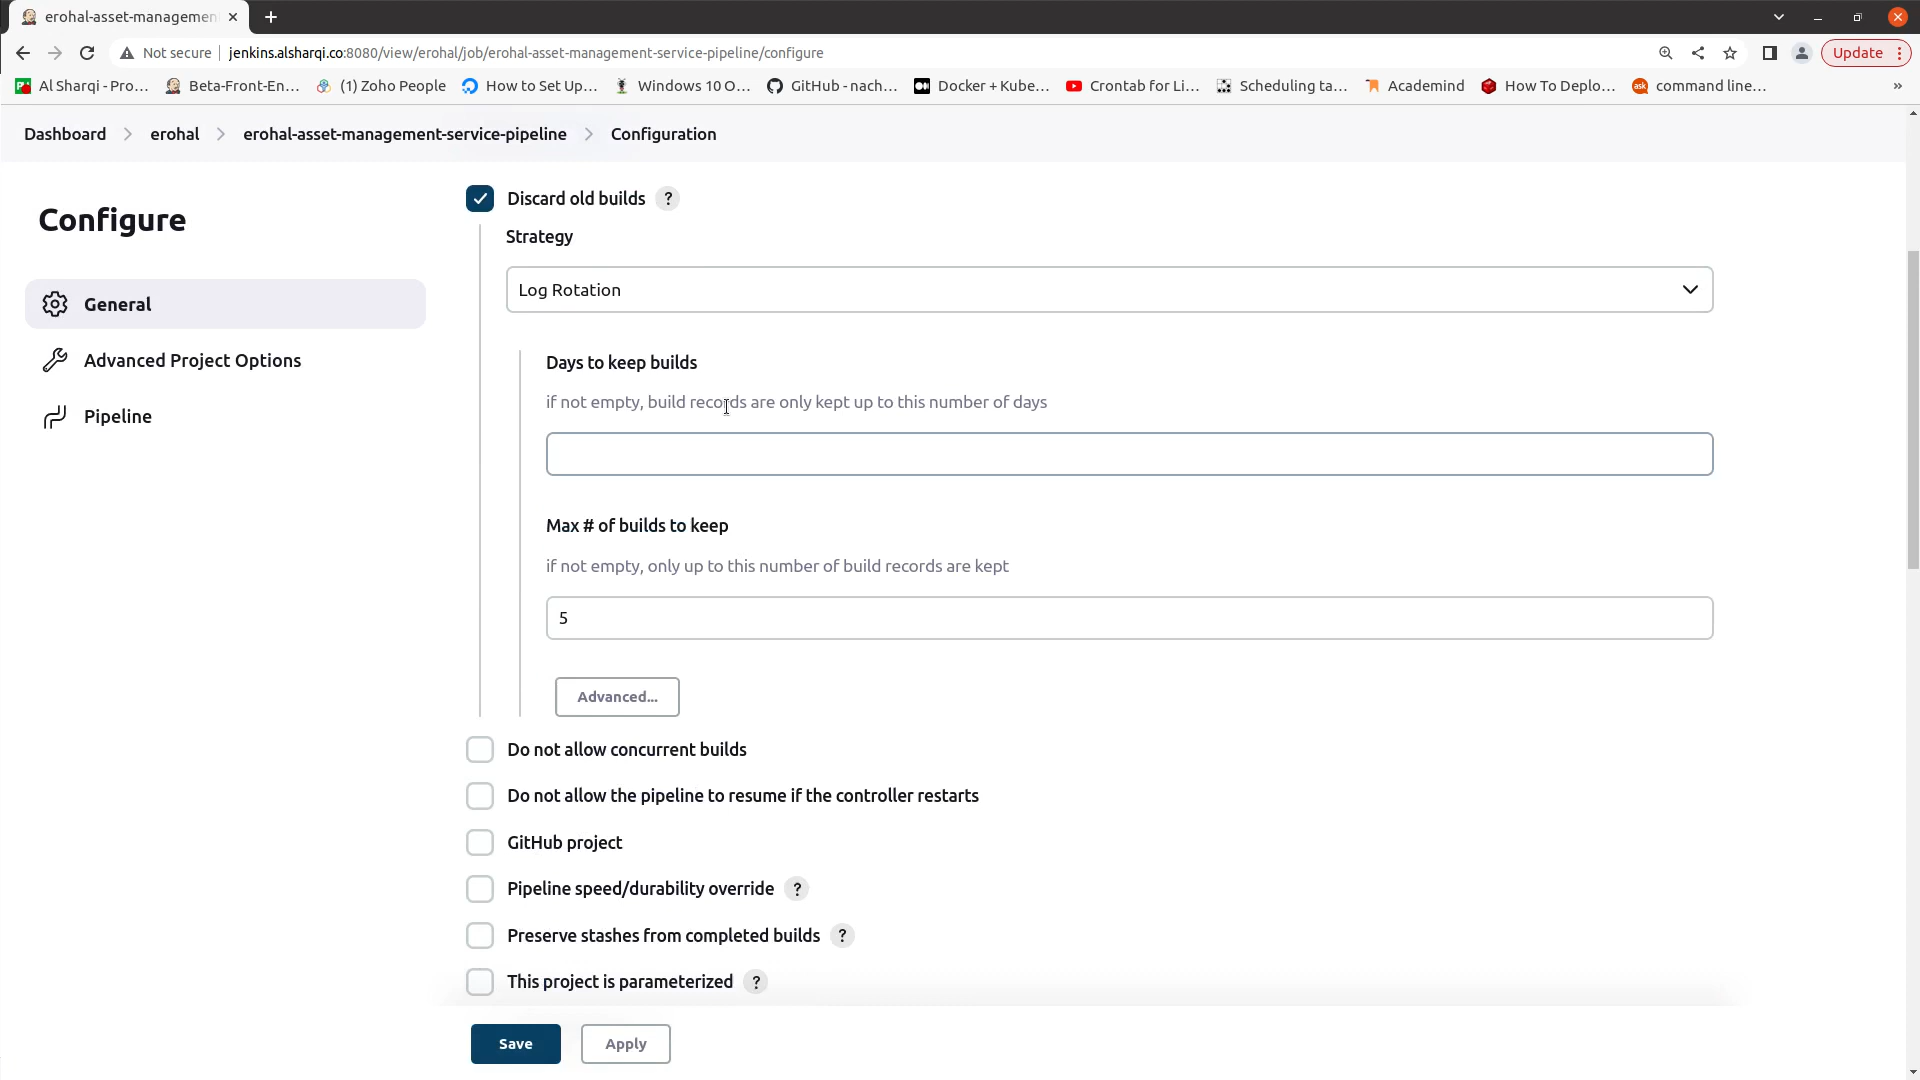 erohal-asset-managemen
Not secure
jenkins.alsharqi.co:8080/view/erohal/job/erohal-asset-management-service-pipeline/configure
Update
Al Sharqi - Pro...
Beta-Front-En...
(1) Zoho People
How to Set Up...
Windows 10 O...
GitHub - nach...
Docker + Kube...
Crontab for Li...
Scheduling ta...
Academind
How To Deplo...
command line...
Dashboard
erohal
erohal-asset-management-service-pipeline
Configuration
Configure
General
Advanced Project Options
Pipeline
Discard old builds ?
Strategy
Log Rotation
Days to keep builds
if not empty, build records are only kept up to this number of days
Max # of builds to keep
if not empty, only up to this number of build records are kept
5
Advanced...
Do not allow concurrent builds
Do not allow the pipeline to resume if the controller restarts
GitHub project
Pipeline speed/durability override ?
Preserve stashes from completed builds ?
This project is parameterized ?
Save
Apply